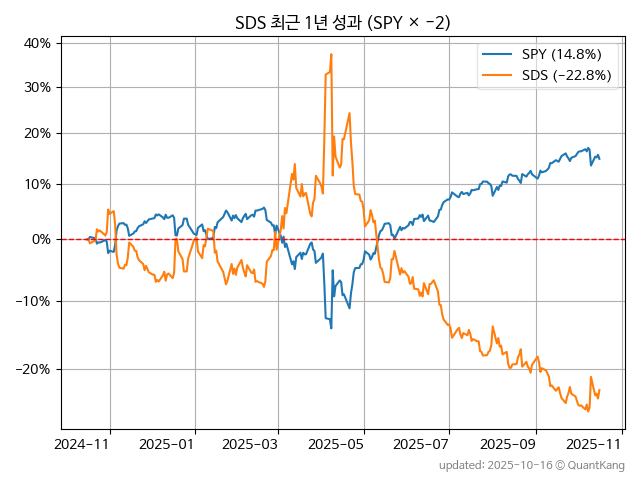 SDS 최근 1년 성과 (SPY × -2)
SPY (14.8%)
SDS (-22.8%)
40%
30%
20%
10%
0%
-10%
-20%
2024-11 2025-01 2025-03 2025-05 2025-07 2025-09 2025-11
updated: 2025-10-16 © QuantKang